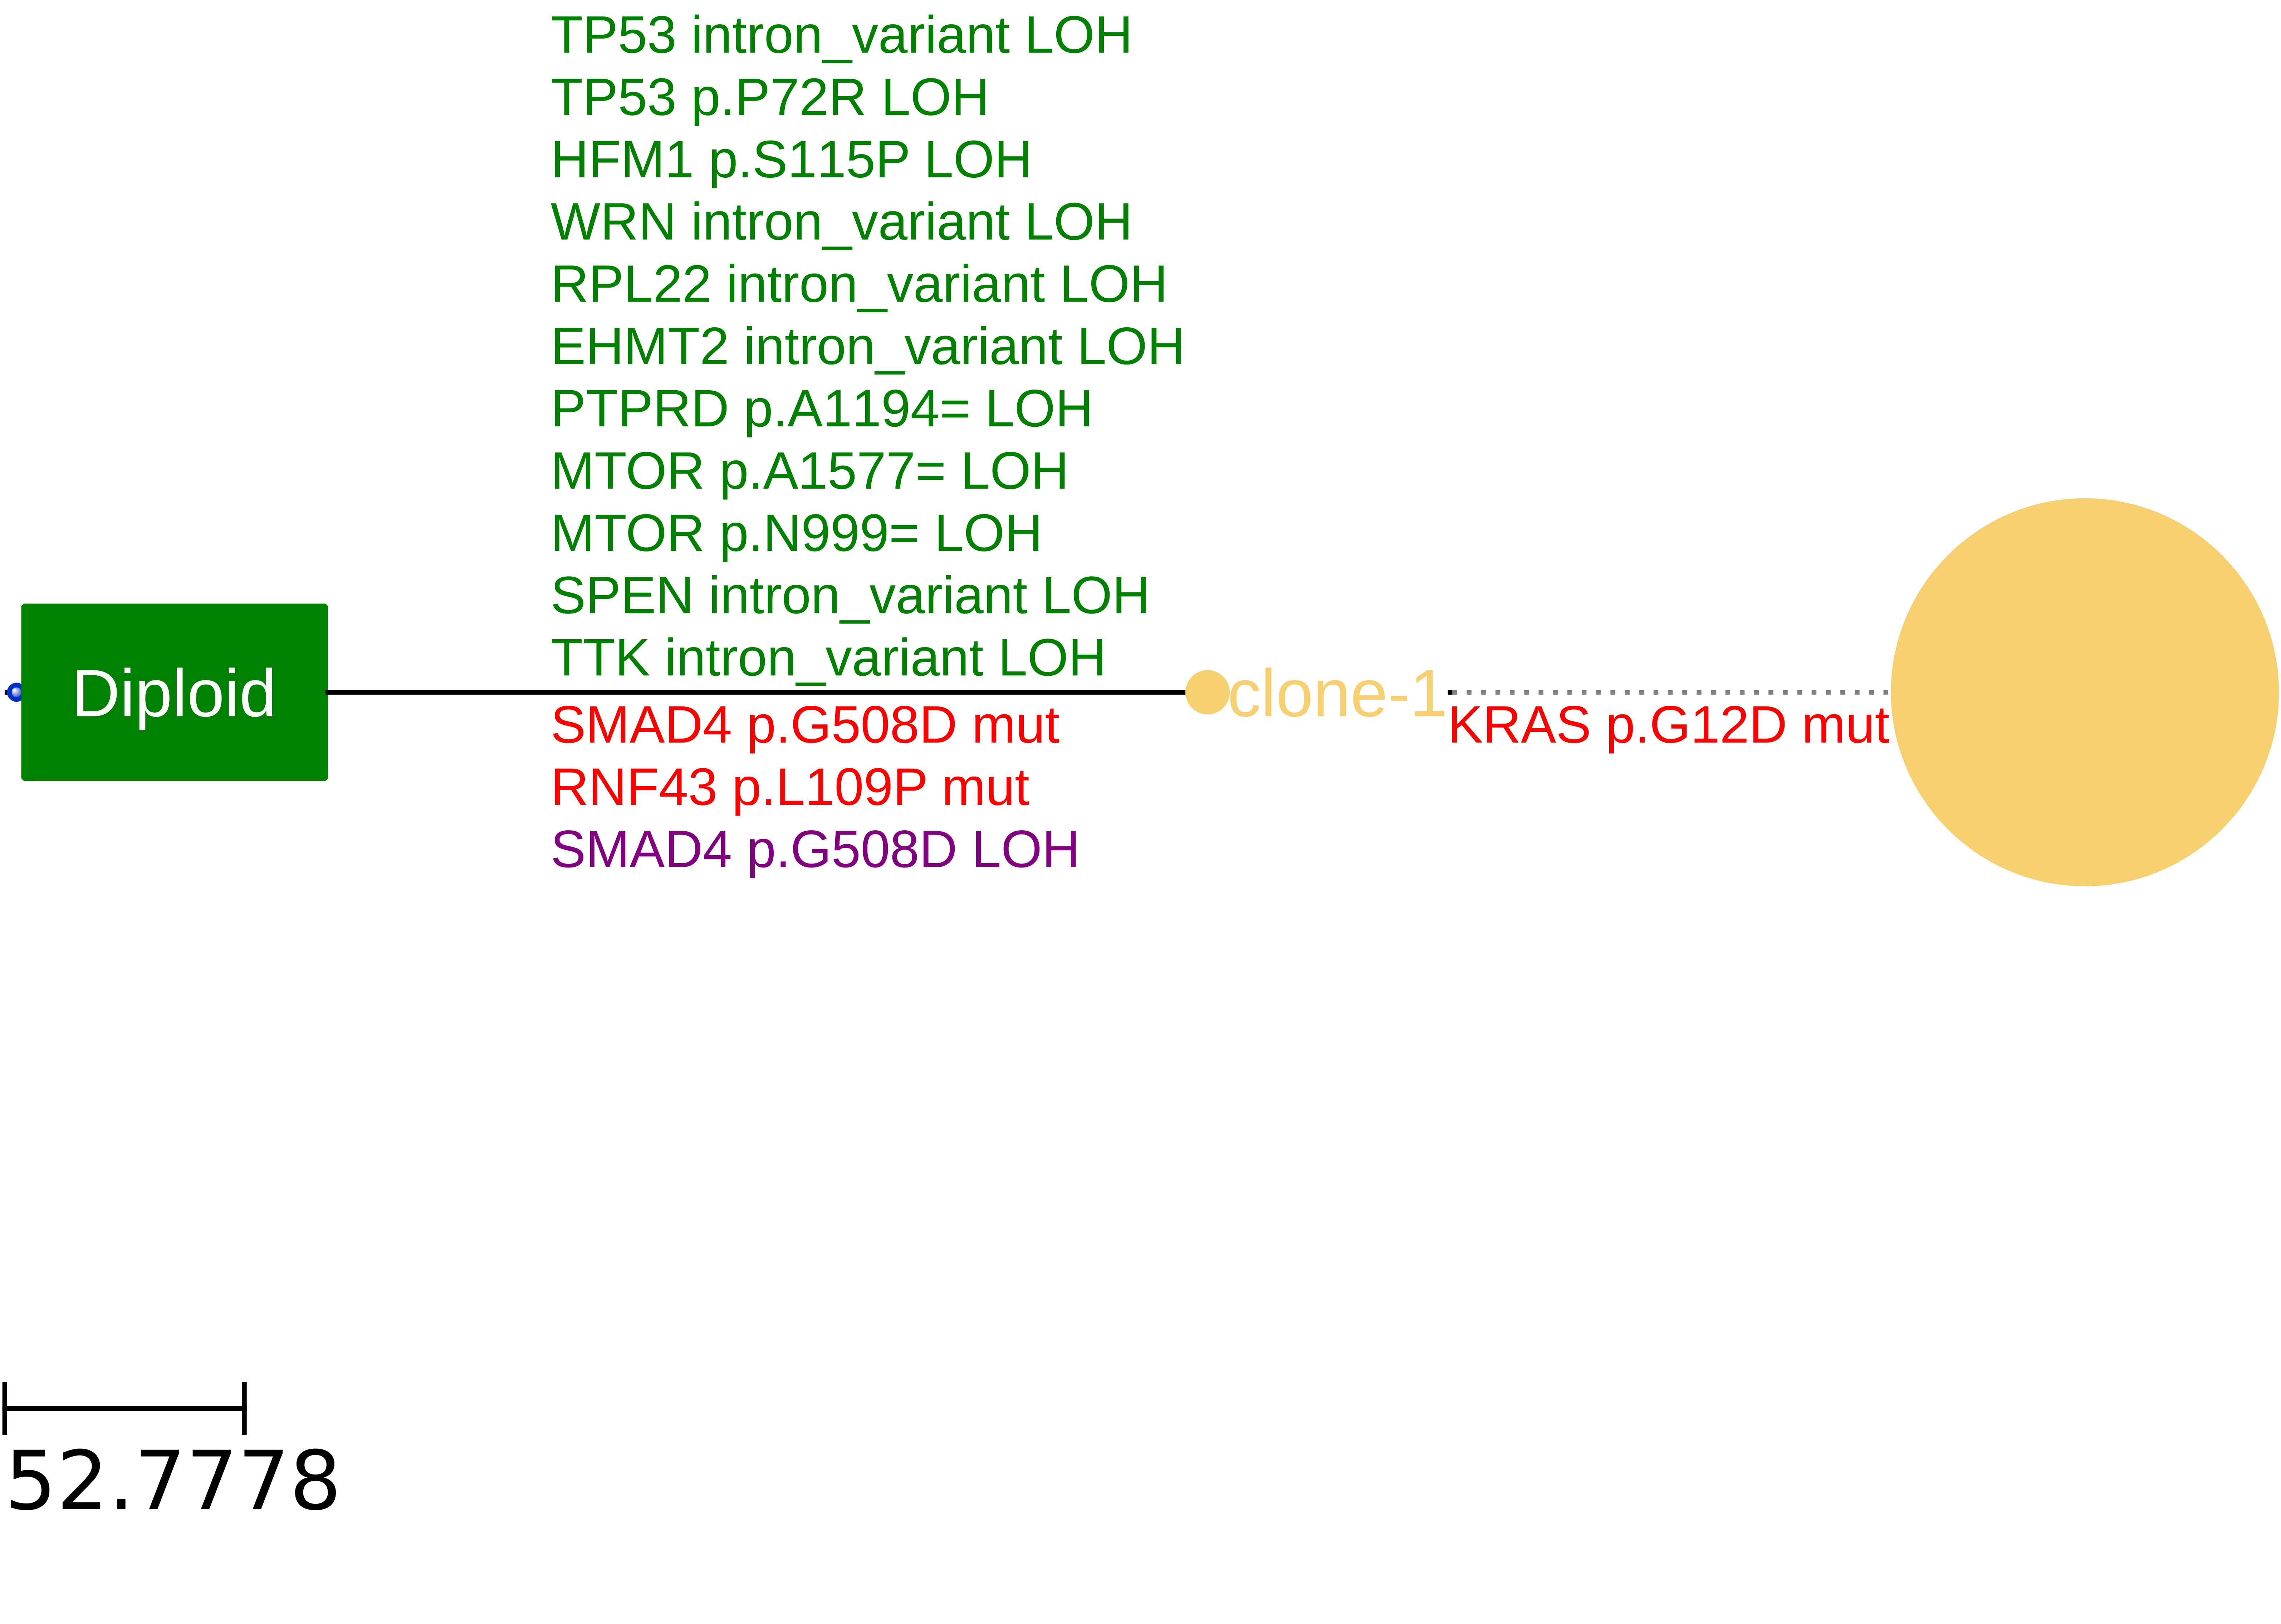 TP53 intron_variant LOH
TP53 p.P72R LOH
HFM1 p.S115P LOH
WRN intron_variant LOH
RPL22 intron_variant LOH
EHMT2 intron_variant LOH
PTPRD p.A1194= LOH
MTOR p.A1577= LOH
MTOR p.N999= LOH
SPEN intron_variant LOH
TTK intron_variant LOH
Diploid
clone-1
SMAD4 p.G508D mut
KRAS p.G12D mut
RNF43 p.L109P mut
SMAD4 p.G508D LOH
52.7778